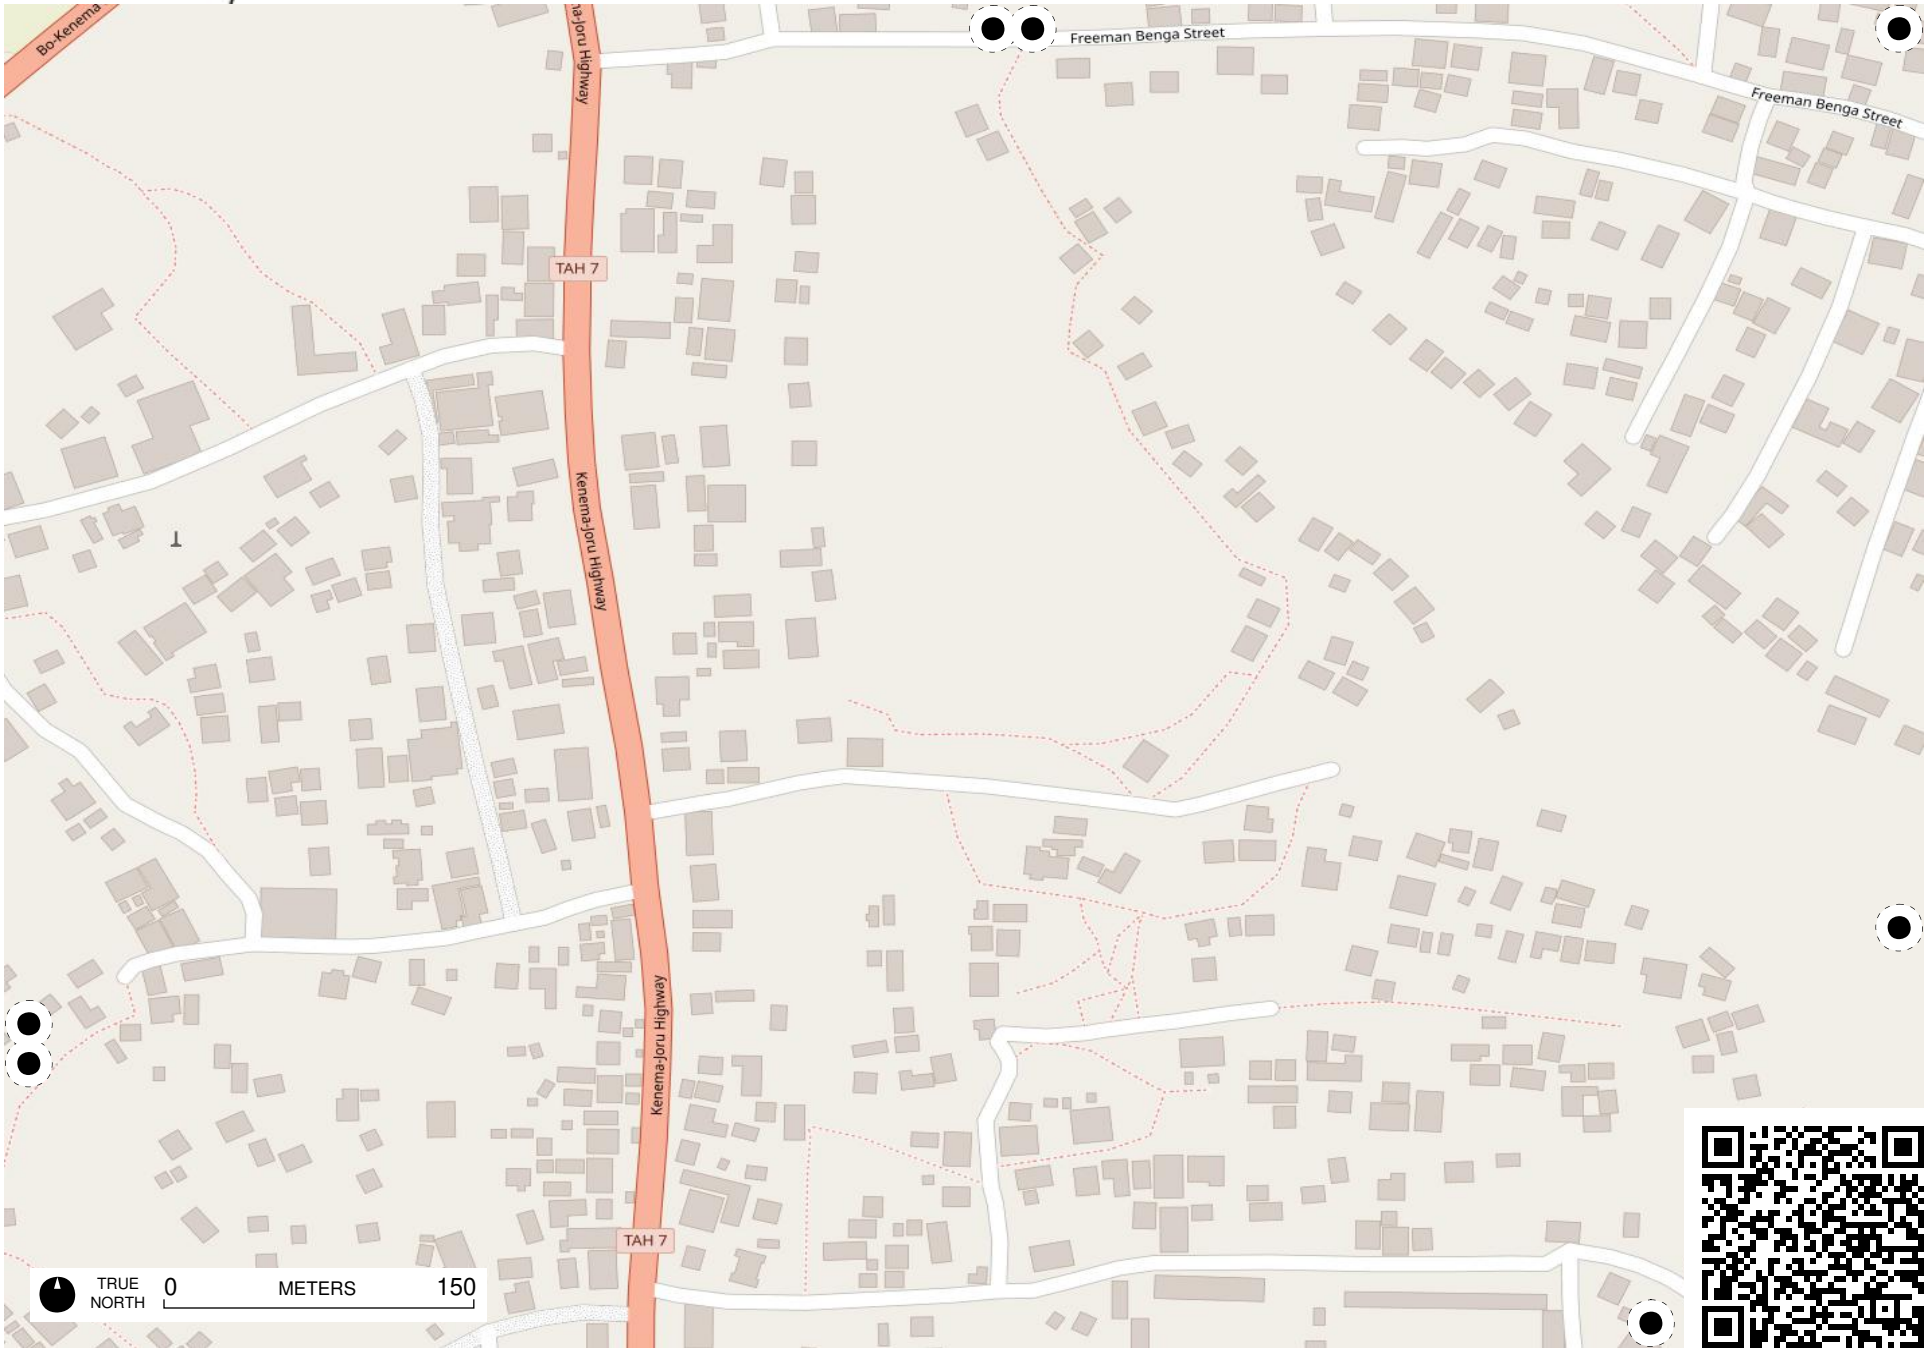 Bo-Kenema
na-Joru Highway
Freeman Benga Street
Freeman Benga Street
TAH 7
Kenema-Joru Highway
Kenema-Joru Highway
TAH 7
TRUE
NORTH
0 METERS 150